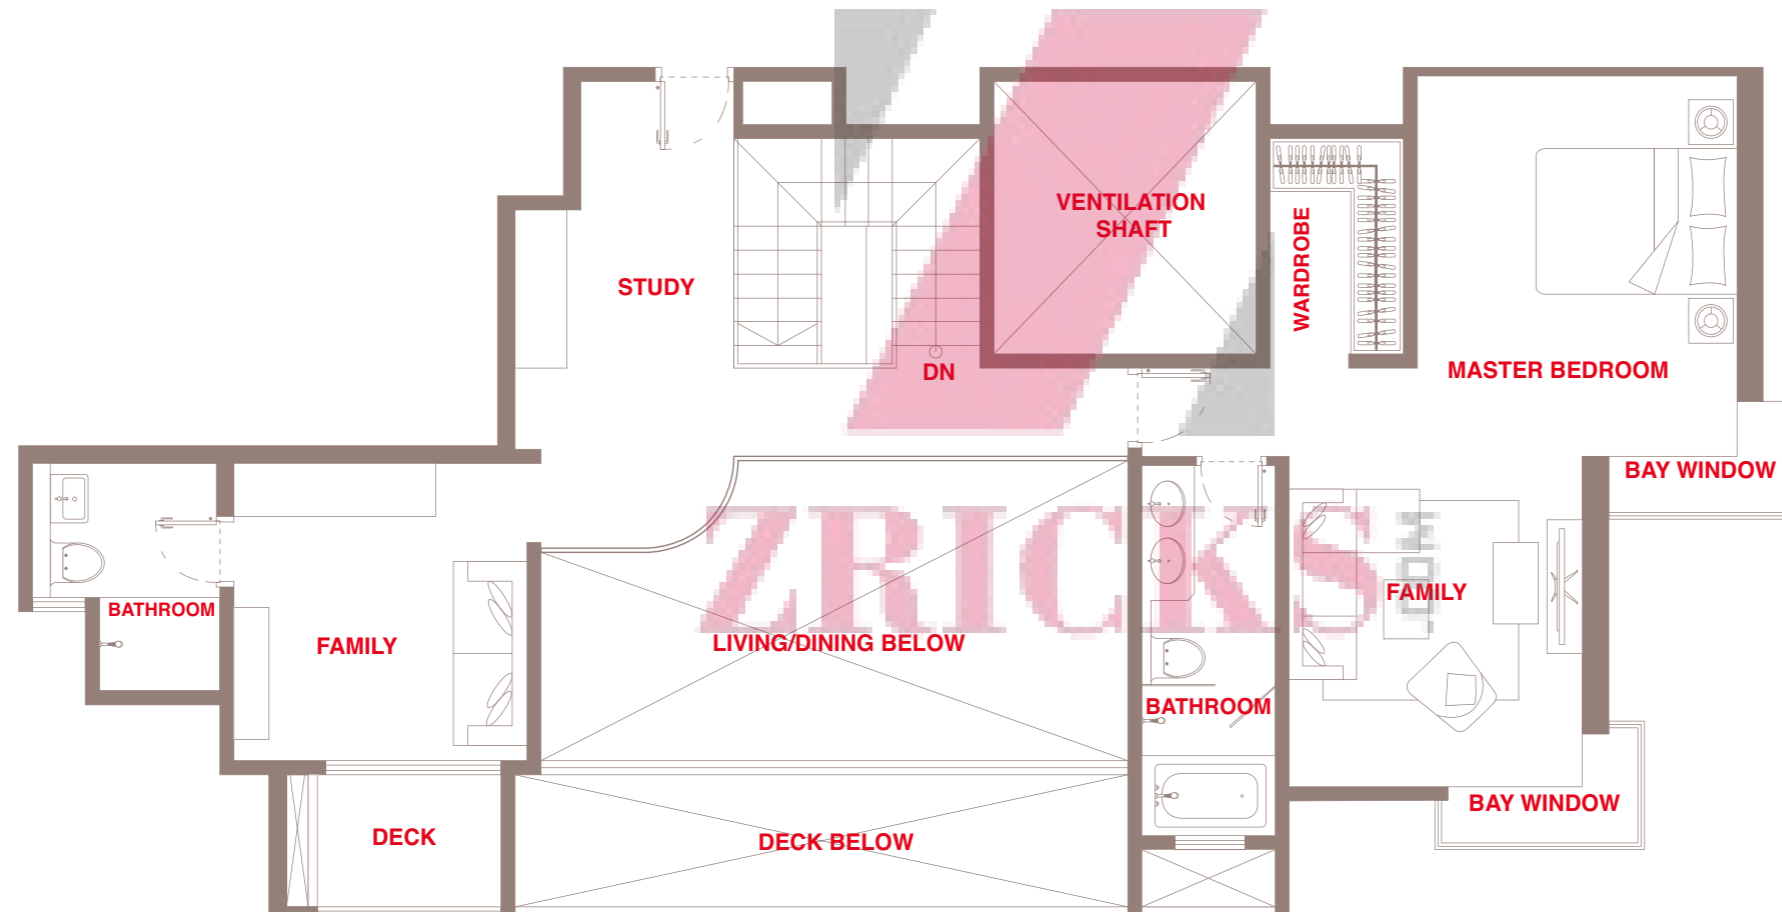 VENTILATION
SHAFT
WARDROBE
STUDY
DN
MASTER BEDROOM
BAY WINDOW
ZRICKS
.COM
BATHROOM
FAMILY
LIVING/DINING BELOW
FAMILY
BATHROOM
BAY WINDOW
DECK
DECK BELOW